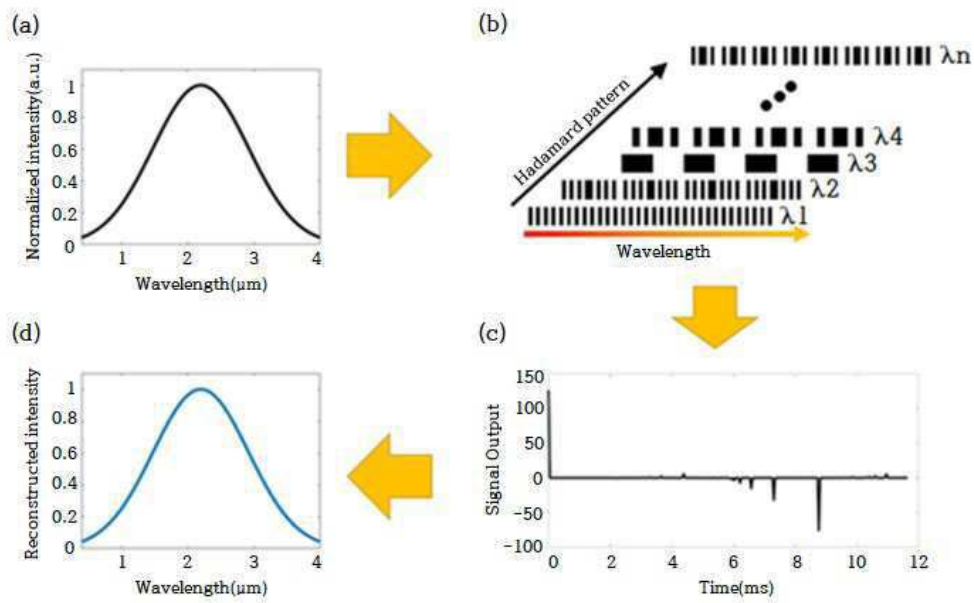 (a)
Normalized intensity(a.u.)
1
0.8
0.6
0.4
0.2
0
1
2
3
4
Wavelength(μm)
(b)
Hadamard pattern
λn
λ4
λ3
λ2
λ1
Wavelength
(d)
Reconstructed intensity
1
0.8
0.6
0.4
0.2
0
1
2
3
4
Wavelength(μm)
(c)
Signal Output
150
100
50
0
-50
-100
0
2
4
6
8
10
12
Time(ms)